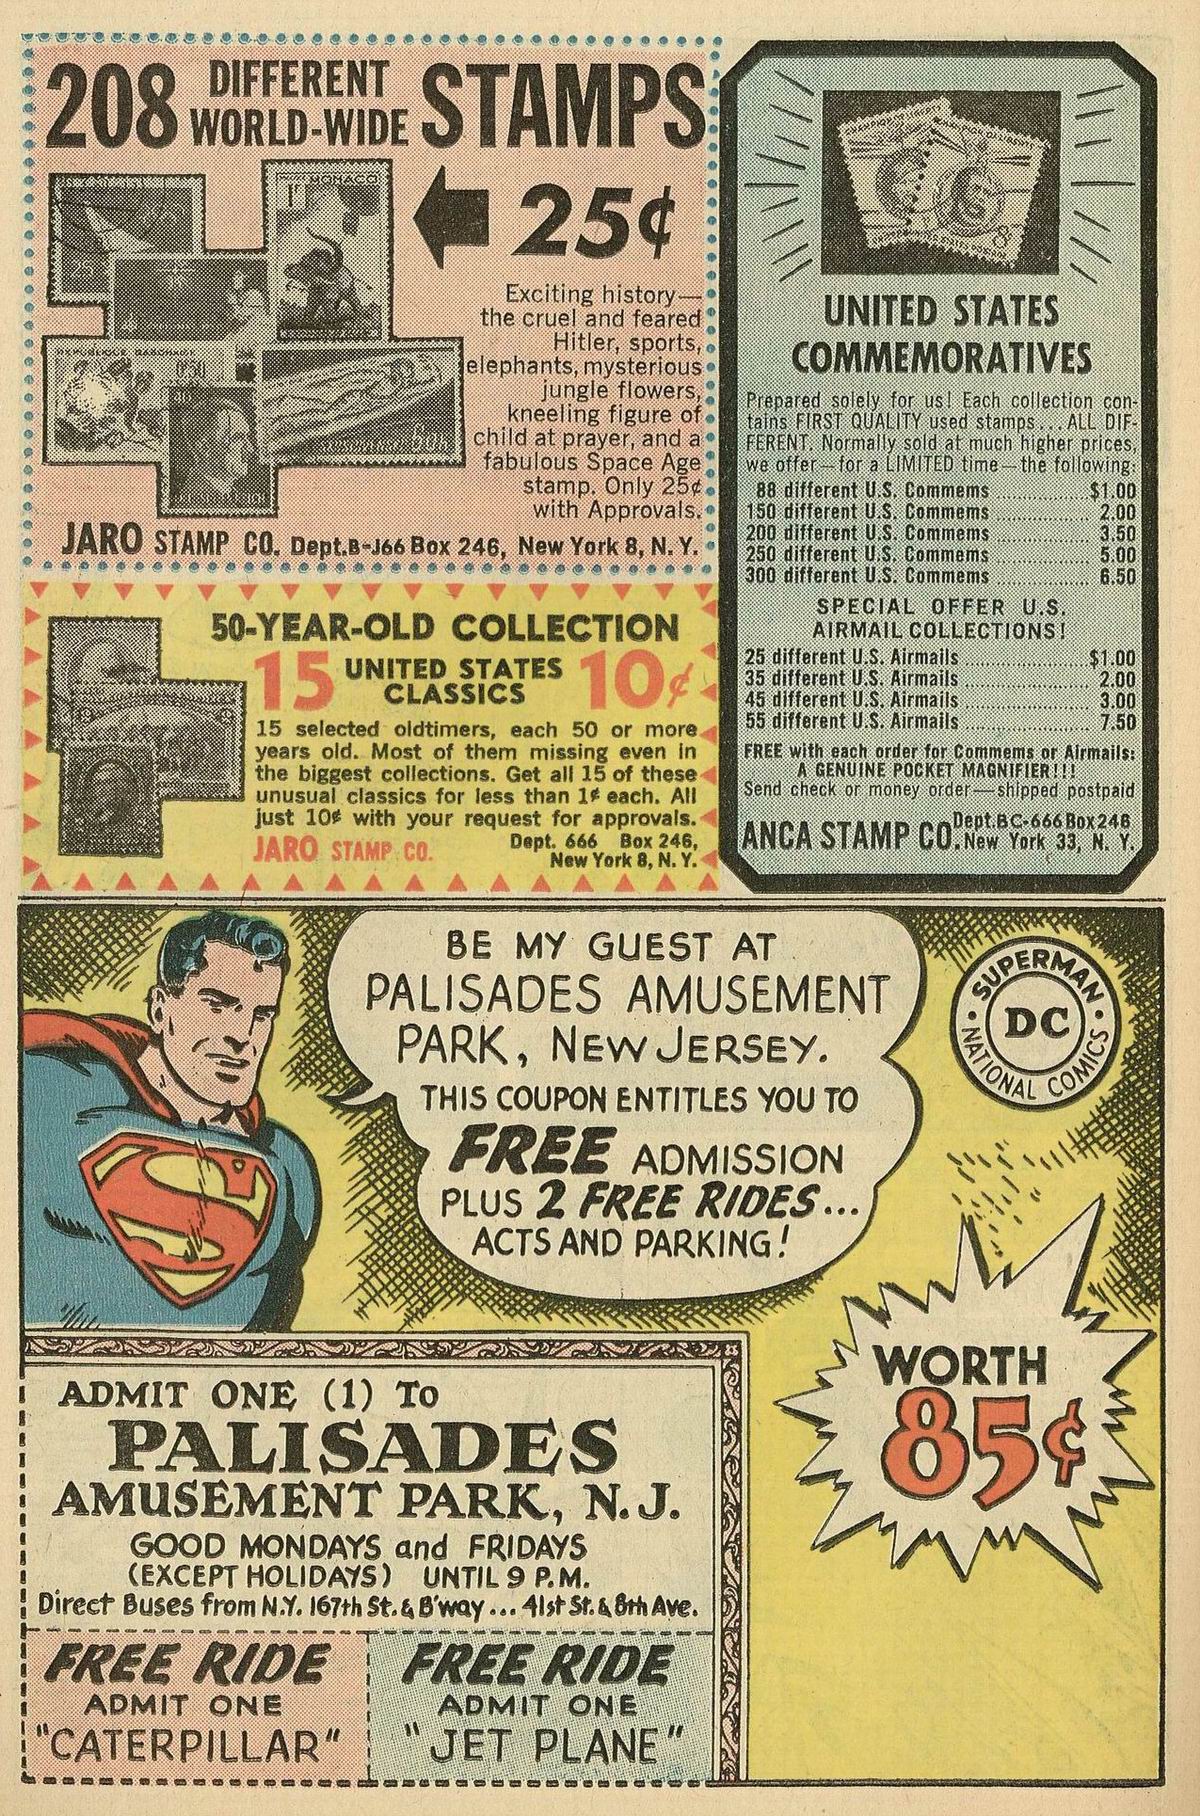 208 DIFFERENT WORLD-WIDE STAMPS
25¢
MONACO
Exciting history—
the cruel and feared
Hitler, sports,
elephants, mysterious
jungle flowers,
kneeling figure of
child at prayer, and a
fabulous Space Age
stamp. Only 25¢
with Approvals.
JARO STAMP CO. Dept.B-J66 Box 246, New York 8, N.Y.
50-YEAR-OLD COLLECTION
15 UNITED STATES CLASSICS 10¢
15 selected oldtimers, each 50 or more
years old. Most of them missing even in
the biggest collections. Get all 15 of these
unusual classics for less than 1¢ each. All
just 10¢ with your request for approvals.
JARO STAMP CO. Dept. 666 Box 246,
New York 8, N.Y.
8
UNITED STATES
COMMEMORATIVES
Prepared solely for us! Each collection con-
tains FIRST QUALITY used stamps...ALL DIF-
FERENT. Normally sold at much higher prices,
we offer—for a LIMITED time—the following:
88 different U.S. Commems ............ $1.00
150 different U.S. Commems ............ 2.00
200 different U.S. Commems ............ 3.50
250 different U.S. Commems ............ 5.00
300 different U.S. Commems ............ 6.50
SPECIAL OFFER U.S.
AIRMAIL COLLECTIONS!
25 different U.S. Airmails ............ $1.00
35 different U.S. Airmails ............ 2.00
45 different U.S. Airmails ............ 3.00
55 different U.S. Airmails ............ 7.50
FREE with each order for Commems or Airmails:
A GENUINE POCKET MAGNIFIER!!!
Send check or money order—shipped postpaid
ANCA STAMP CO. Dept.BC-666 Box 246
New York 33, N.Y.
BE MY GUEST AT
PALISADES AMUSEMENT
PARK, NEW JERSEY.
THIS COUPON ENTITLES YOU TO
FREE ADMISSION
PLUS 2 FREE RIDES...
ACTS AND PARKING!
SUPERMAN
DC
NATIONAL COMICS
S
WORTH
85¢
ADMIT ONE (1) TO
PALISADES
AMUSEMENT PARK, N.J.
GOOD MONDAYS and FRIDAYS
(EXCEPT HOLIDAYS) UNTIL 9 P.M.
Direct Buses from N.Y. 167th St. & B'way... 41st St. & 8th Ave.
FREE RIDE
ADMIT ONE
"CATERPILLAR"
FREE RIDE
ADMIT ONE
"JET PLANE"